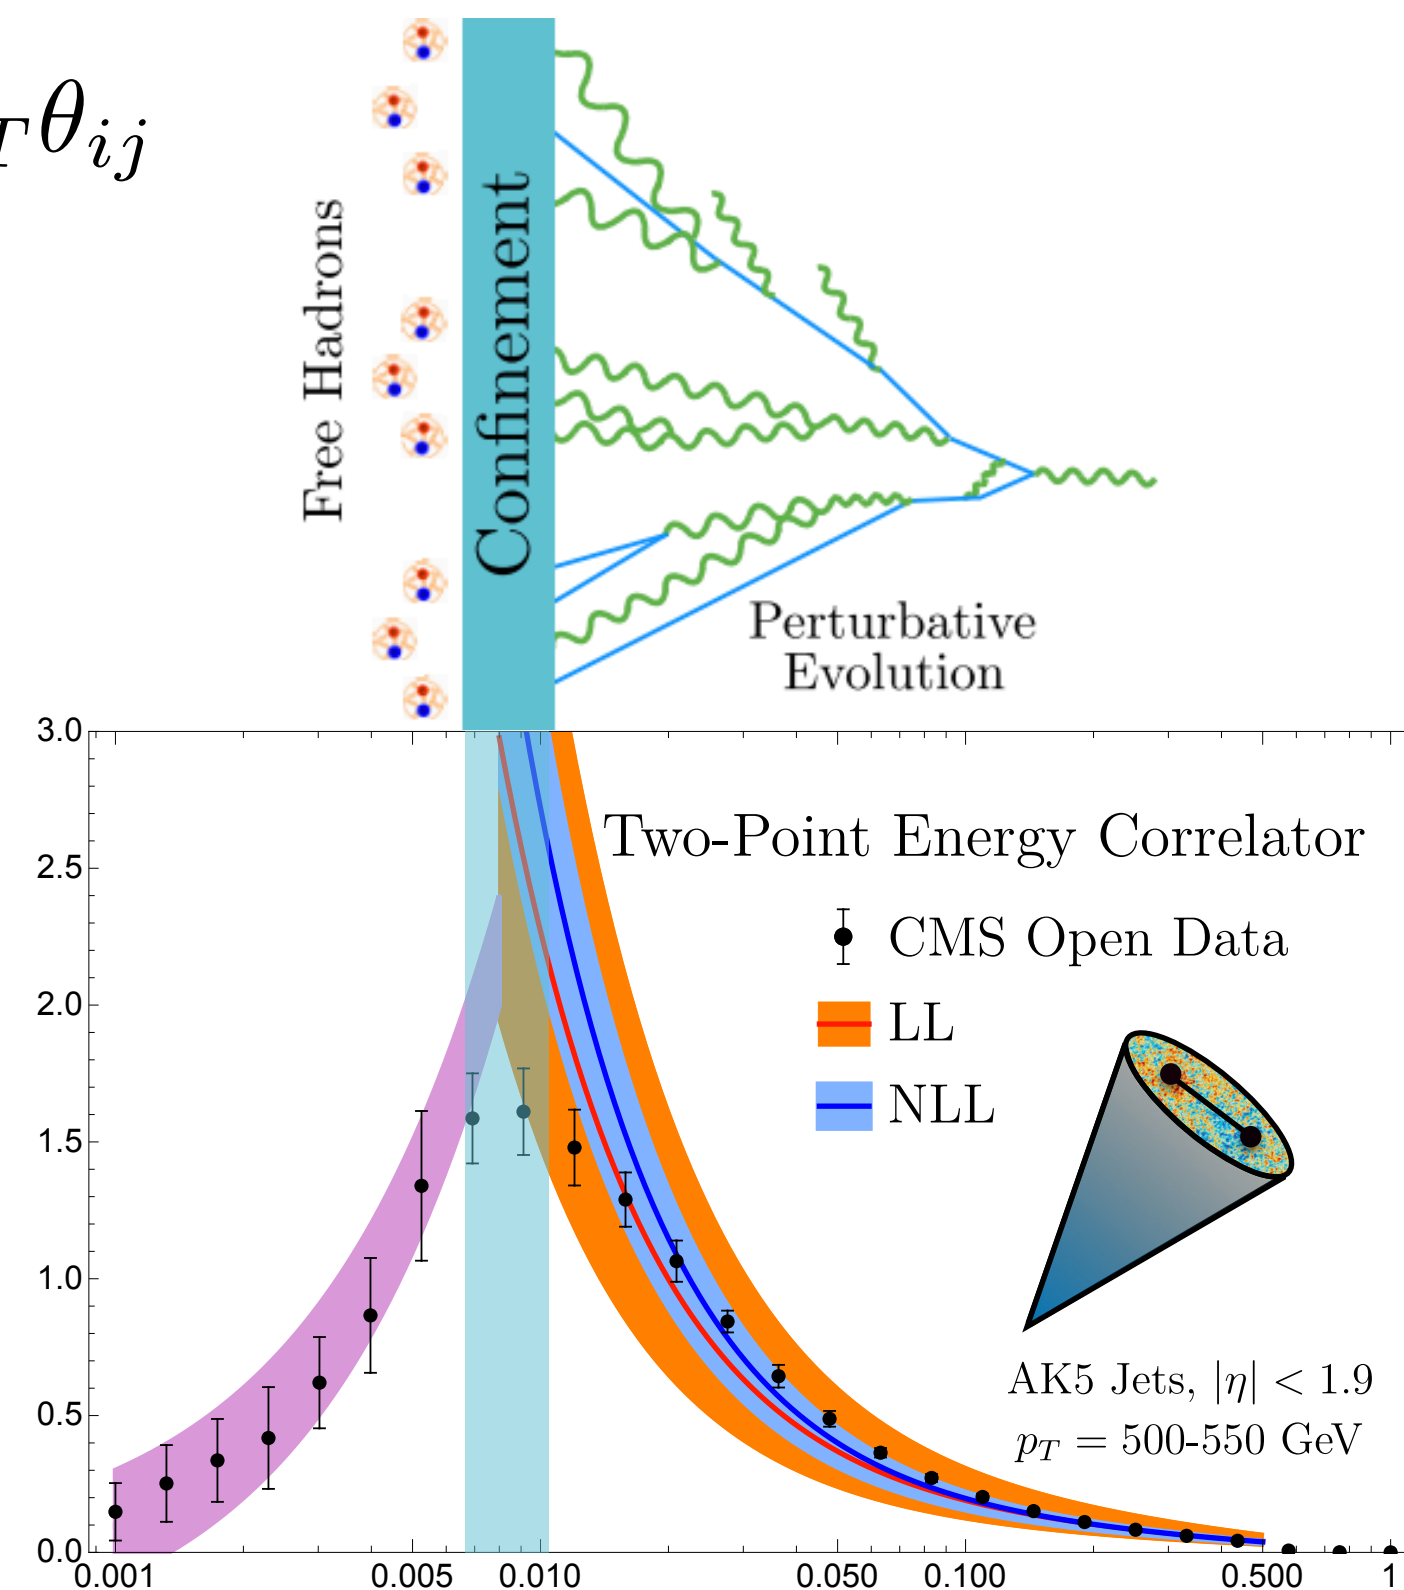 T θij
Free Hadrons
Confinement
Perturbative
Evolution
3.0
2.5
2.0
1.5
1.0
0.5
0.0
Two-Point Energy Correlator
CMS Open Data
LL
NLL
AK5 Jets, |η| < 1.9
pT = 500-550 GeV
0.001 0.005 0.010 0.050 0.100 0.500 1